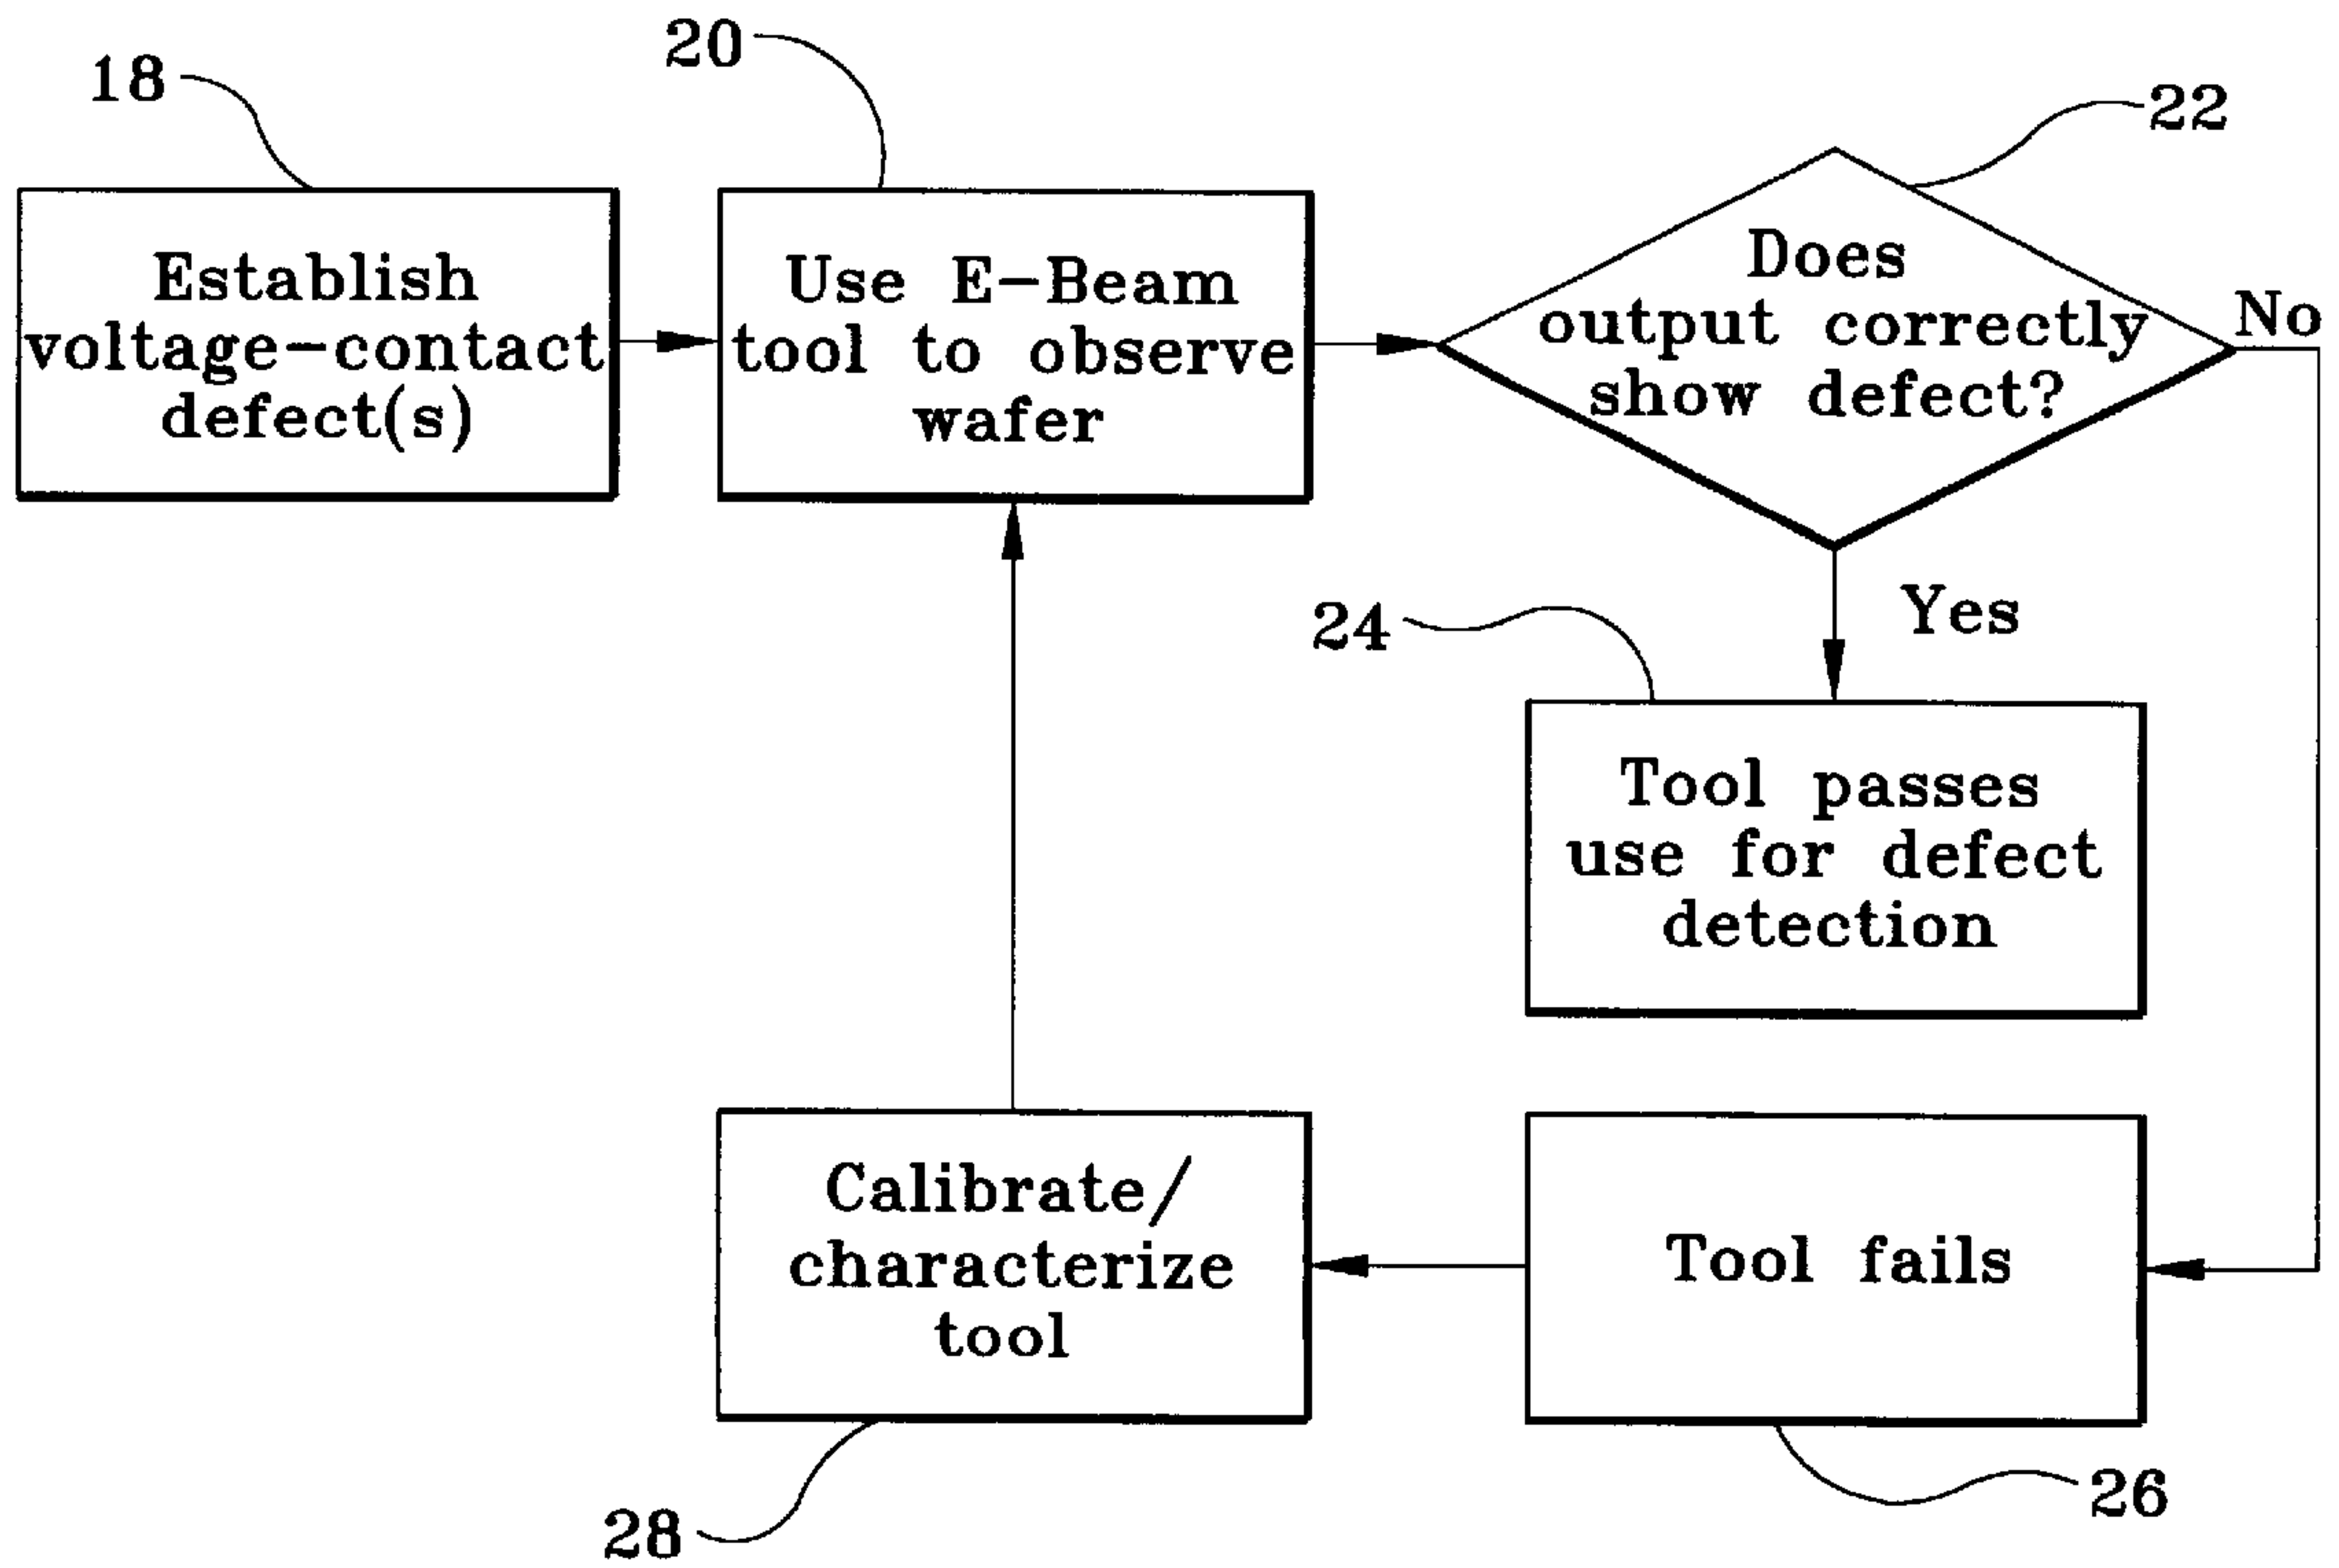 18
Establish
voltage-contact
defect(s)
20
Use E-Beam
tool to observe
wafer
22
Does
output correctly
show defect?
No
Yes
24
Tool passes
use for defect
detection
Calibrate/
characterize
tool
28
Tool fails
26